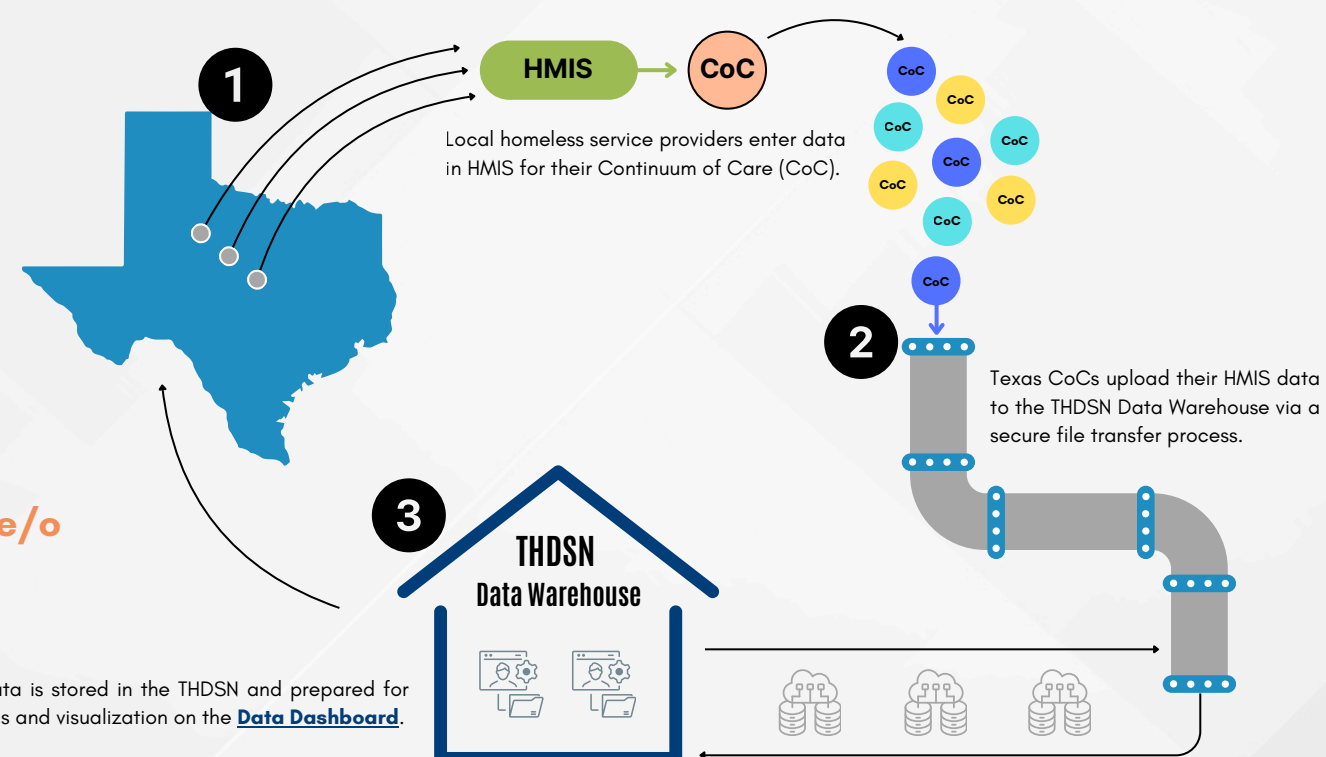 1
HMIS
CoC
Local homeless service providers enter data
in HMIS for their Continuum of Care (CoC).
CoC
CoC
CoC
CoC
CoC
CoC
CoC
CoC
CoC
2
Texas CoCs upload their HMIS data
to the THDSN Data Warehouse via a
secure file transfer process.
e/o
3
THDSN
Data Warehouse
ata is stored in the THDSN and prepared for
s and visualization on the Data Dashboard.